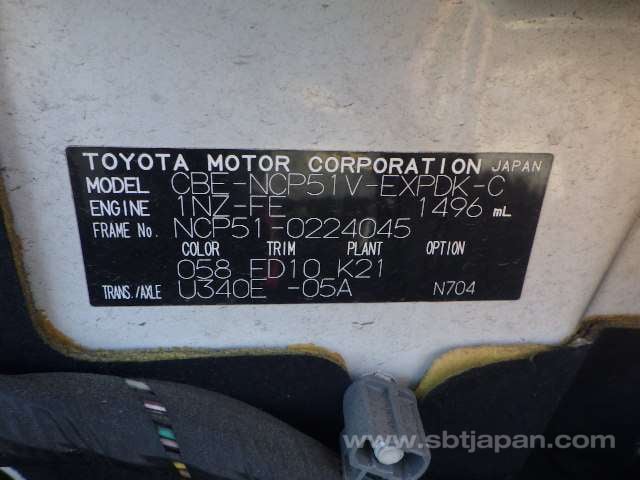 TOYOTA MOTOR CORPORATION JAPAN
MODEL CBE-NCP51V-EXPDK-C
ENGINE 1NZ-FE 1496 mL
FRAME No. NCP51-0224045
COLOR TRIM PLANT OPTION
058 ED10 K21
TRANS./AXLE U340E -05A N704
www.sbtjapan.com